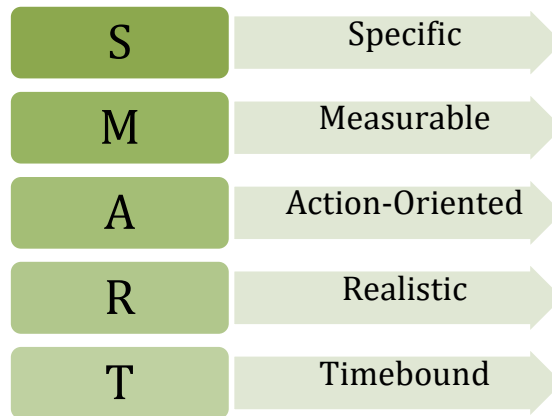 S Specific
M Measurable
A Action-Oriented
R Realistic
T Timebound